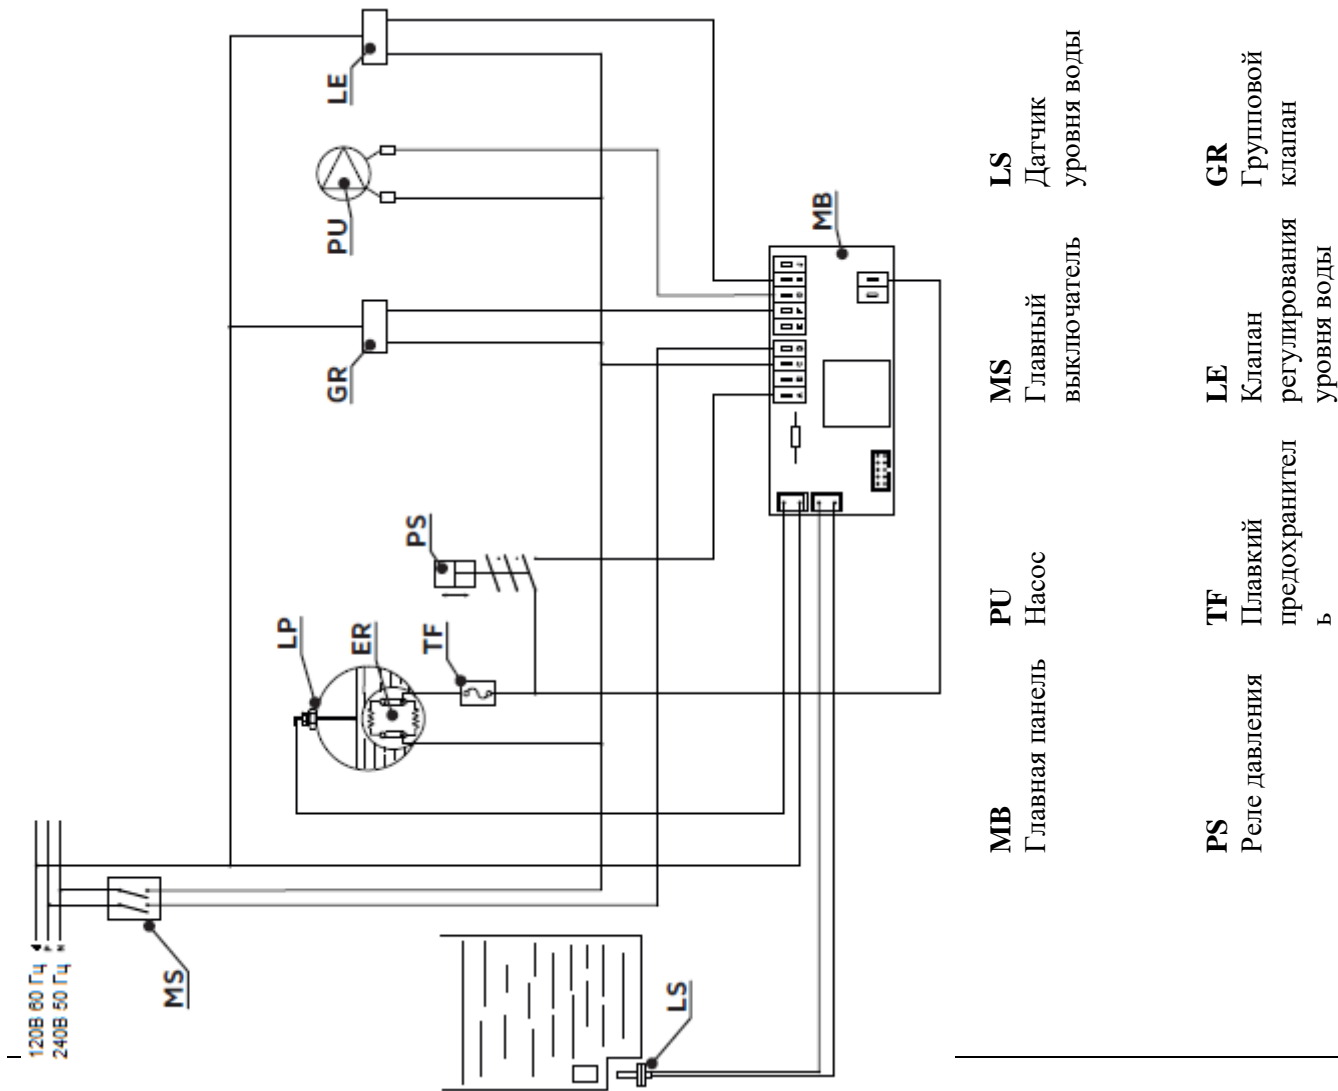 120В 60 Гц
240В 50 Гц
MS
LP
GR
PU
LE
ER
PS
TF
LS
MB
MB
Главная панель
PU
Насос
MS
Главный
выключатель
LS
Датчик
уровня воды
PS
Реле давления
TF
Плавкий
предохранител
ь
LE
Клапан
регулирования
уровня воды
GR
Групповой
клапан